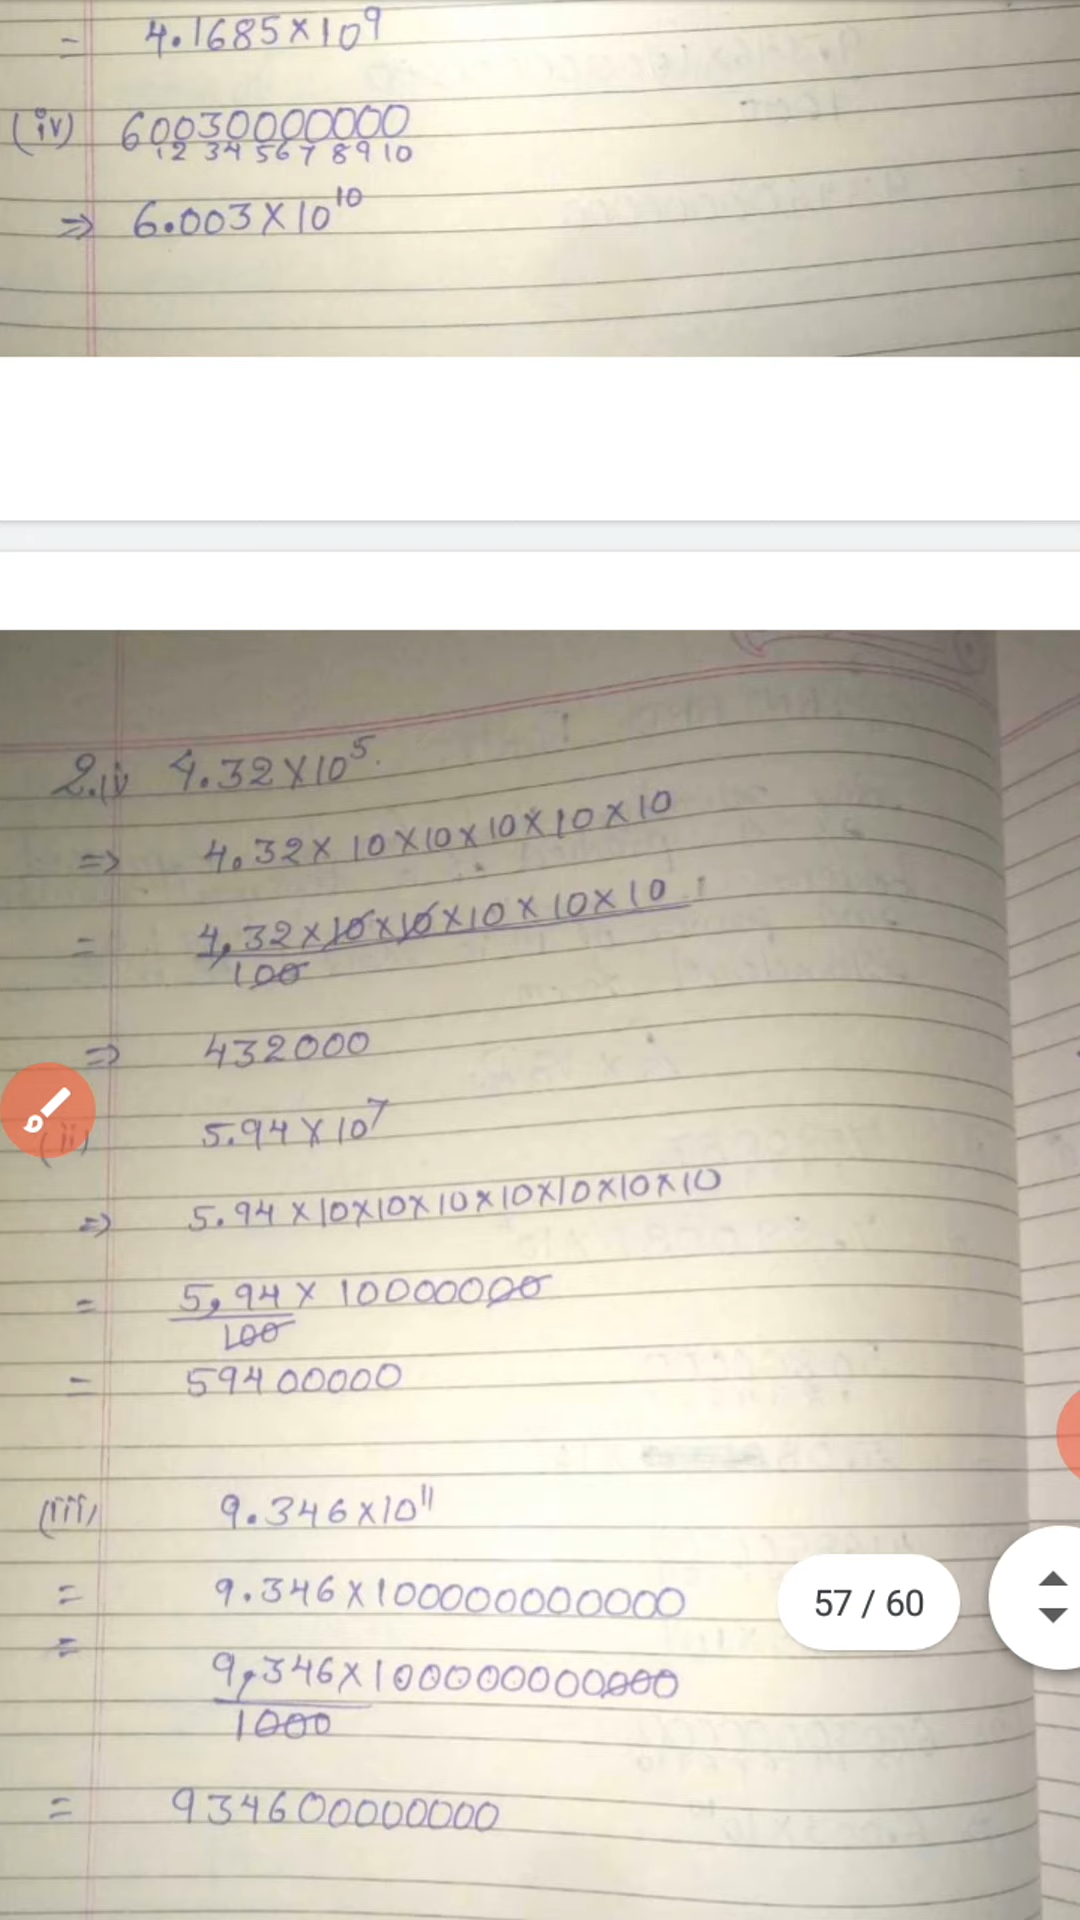 = 4.1685×10⁹
(iv) 60030000000
1 2 3 4 5 6 7 8 9 10
⇒ 6.003×10¹⁰
2.(i) 4.32×10⁵.
⇒ 4.32×10×10×10×10×10
= 4.32×10×10×10×10×10
100
⇒ 432000
(ii) 5.94×10⁷
⇒ 5.94×10×10×10×10×10×10×10
= 5.94×10000000
100
= 59400000
(iii) 9.346×10¹¹
= 9.346×100000000000
57 / 60
=
9.346×100000000000
1000
= 934600000000